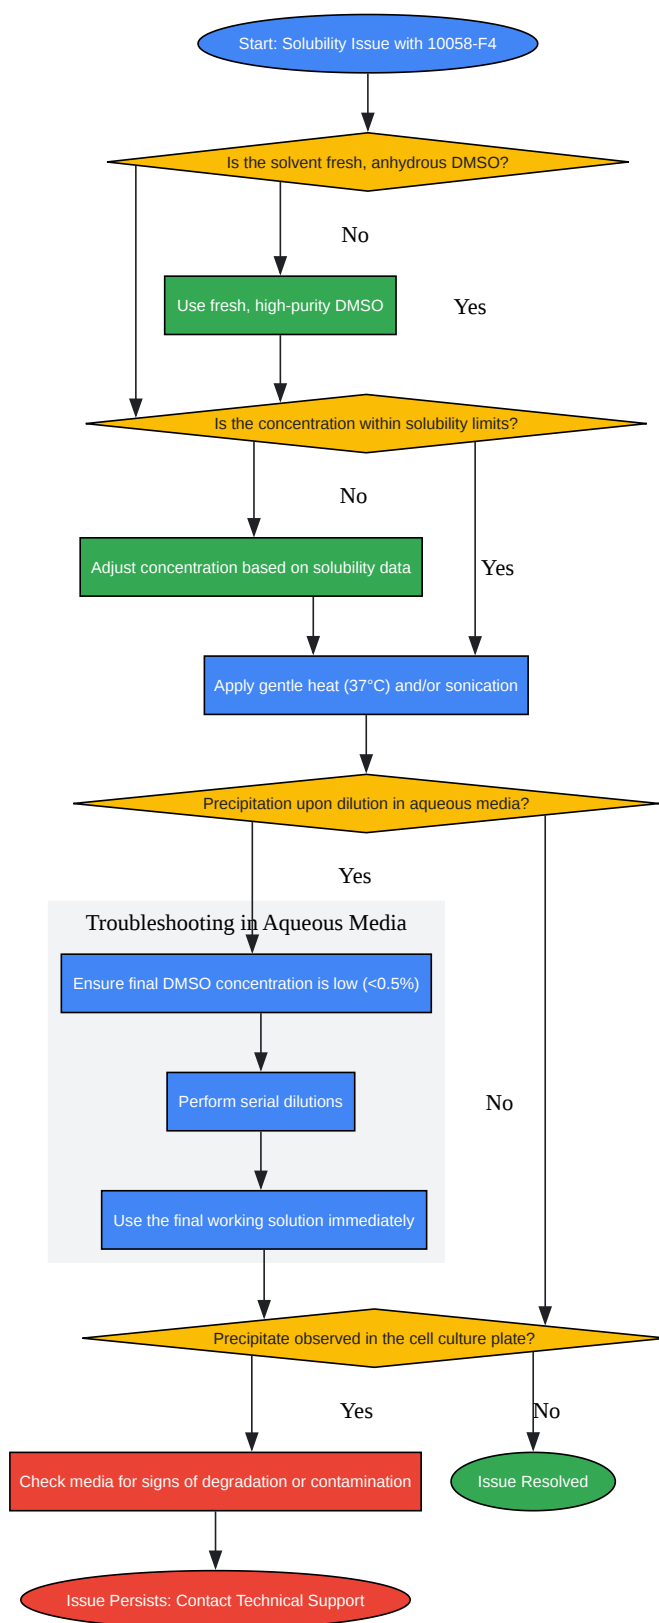 Start: Solubility Issue with 10058-F4
Is the solvent fresh, anhydrous DMSO?
No
Use fresh, high-purity DMSO
Yes
Is the concentration within solubility limits?
No
Adjust concentration based on solubility data
Yes
Apply gentle heat (37°C) and/or sonication
Precipitation upon dilution in aqueous media?
Yes
Troubleshooting in Aqueous Media
Ensure final DMSO concentration is low (<0.5%)
Perform serial dilutions
No
Use the final working solution immediately
Precipitate observed in the cell culture plate?
Yes
No
Check media for signs of degradation or contamination
Issue Resolved
Issue Persists: Contact Technical Support